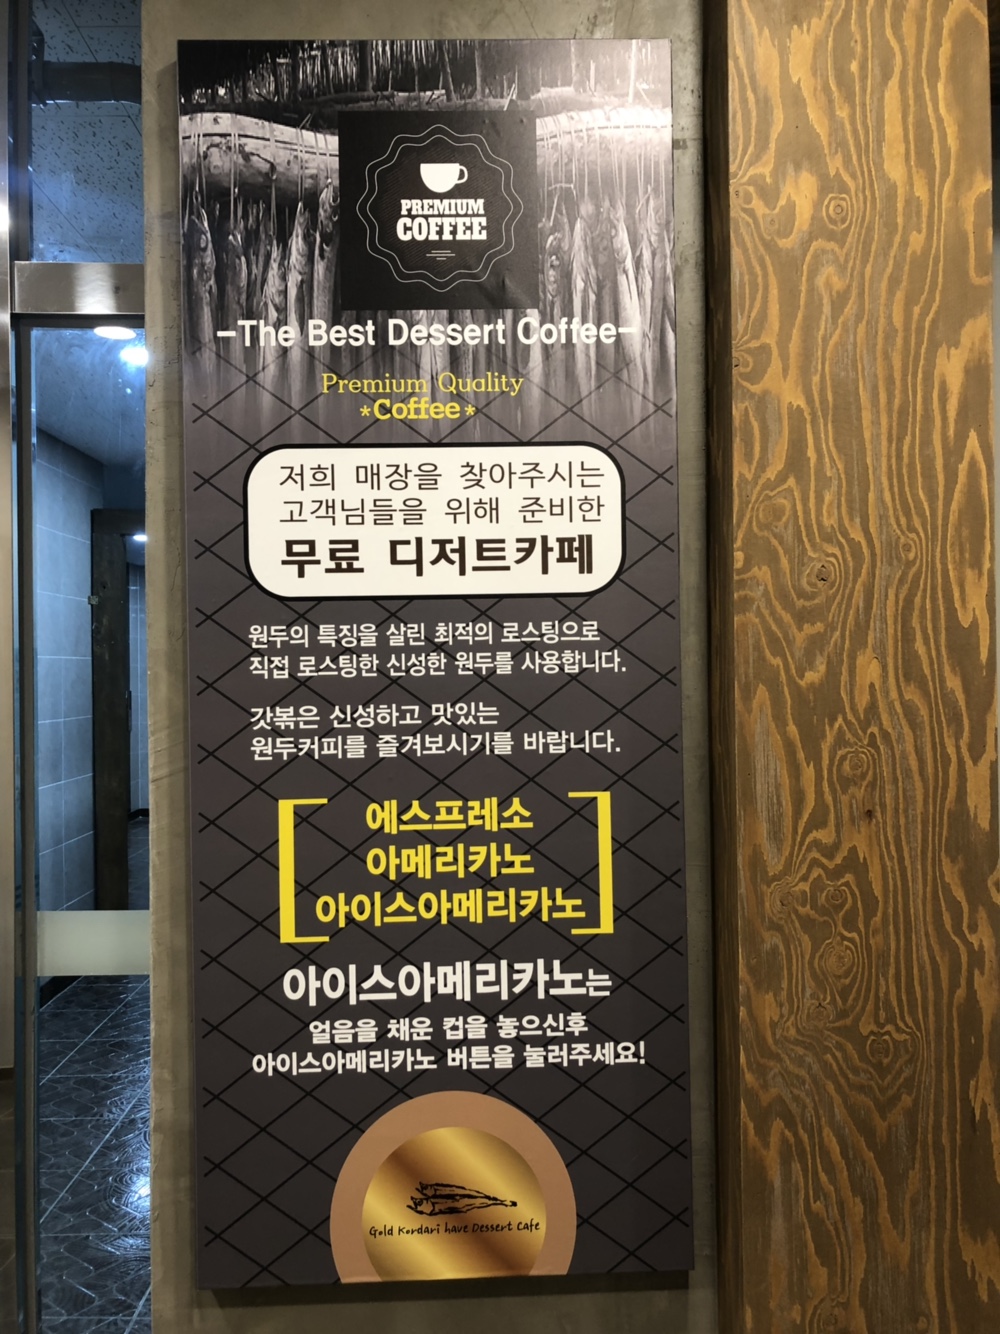 PREMIUM
COFFEE
-The Best Dessert Coffee-
Premium Quality
*Coffee*
저희 매장을 찾아주시는
고객님들을 위해 준비한
무료 디저트카페
원두의 특징을 살린 최적의 로스팅으로
직접 로스팅한 신성한 원두를 사용합니다.
갓볶은 신성하고 맛있는
원두커피를 즐겨보시기를 바랍니다.
에스프레소
아메리카노
아이스아메리카노
아이스아메리카노는
얼음을 채운 컵을 놓으신후
아이스아메리카노 버튼을 눌러주세요!
Gold Kordari have Dessert Cafe